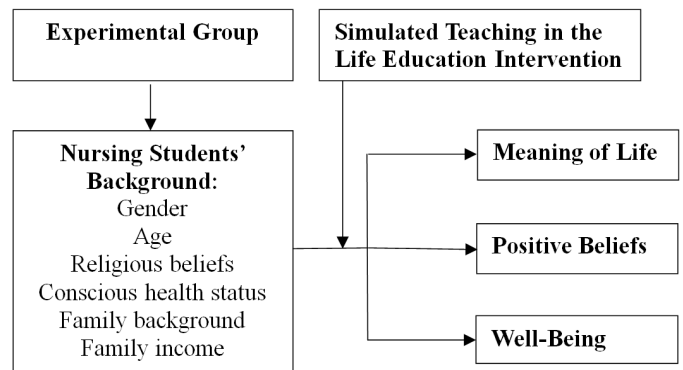 Experimental Group
Simulated Teaching in the
Life Education Intervention
Nursing Students’
Background:
Gender
Age
Religious beliefs
Conscious health status
Family background
Family income
Meaning of Life
Positive Beliefs
Well-Being